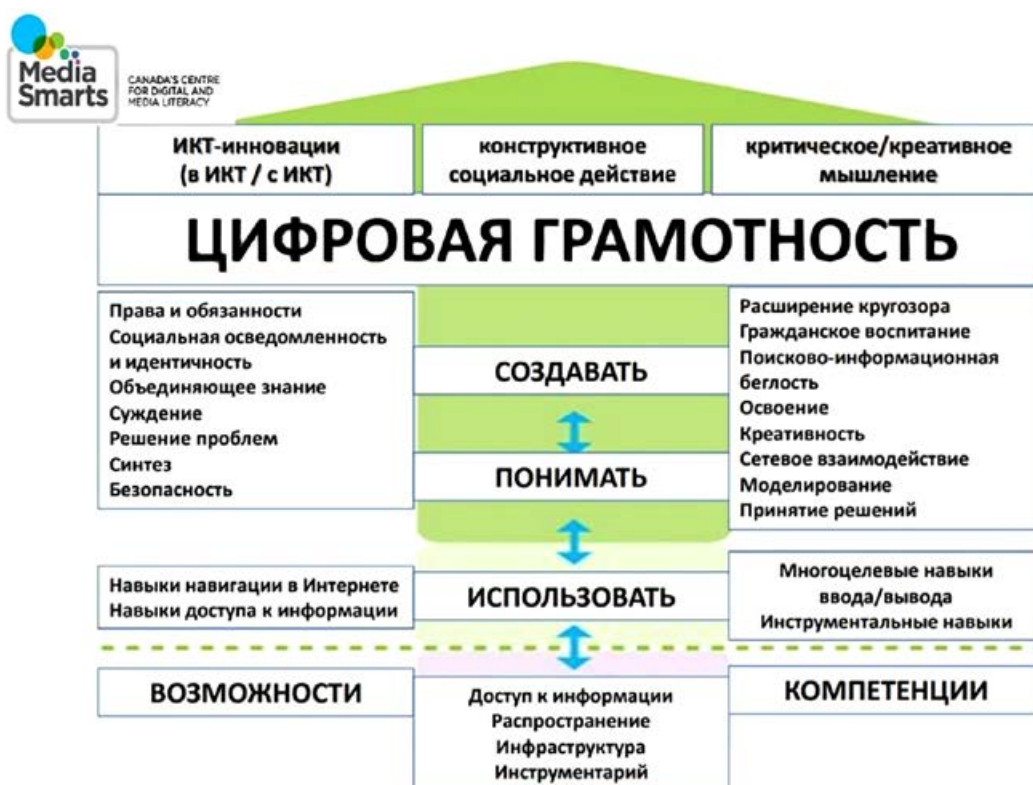 Media
Smarts
CANADA'S CENTRE
FOR DIGITAL AND
MEDIA LITERACY
ИКТ-инновации
(в ИКТ / с ИКТ)
конструктивное
социальное действие
критическое/креативное
мышление
ЦИФРОВАЯ ГРАМОТНОСТЬ
Права и обязанности
Социальная осведомленность
и идентичность
Объединяющее знание
Суждение
Решение проблем
Синтез
Безопасность
СОЗДАВАТЬ
ПОНИМАТЬ
Расширение кругозора
Гражданское воспитание
Поисково-информационная
беглость
Освоение
Креативность
Сетевое взаимодействие
Моделирование
Принятие решений
Навыки навигации в Интернете
Навыки доступа к информации
ИСПОЛЬЗОВАТЬ
Многоцелевые навыки
ввода/вывода
Инструментальные навыки
ВОЗМОЖНОСТИ
Доступ к информации
Распространение
Инфраструктура
Инструментарий
КОМПЕТЕНЦИИ